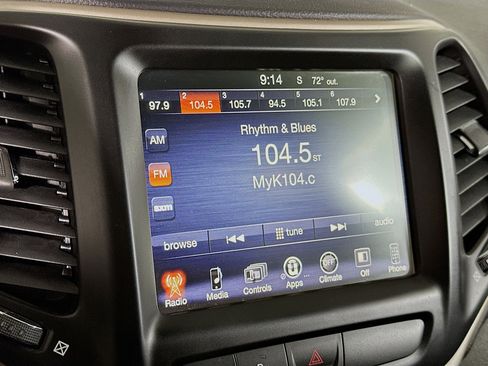 9:14 S 72° out.
1 2 3 4 5 6
97.9 104.5 105.7 94.5 105.1 107.9
Rhythm & Blues
AM
104.5 ST
FM
MyK104.c
sxm
browse tune audio
Radio Media Controls Apps Climate Off Phone
OFF